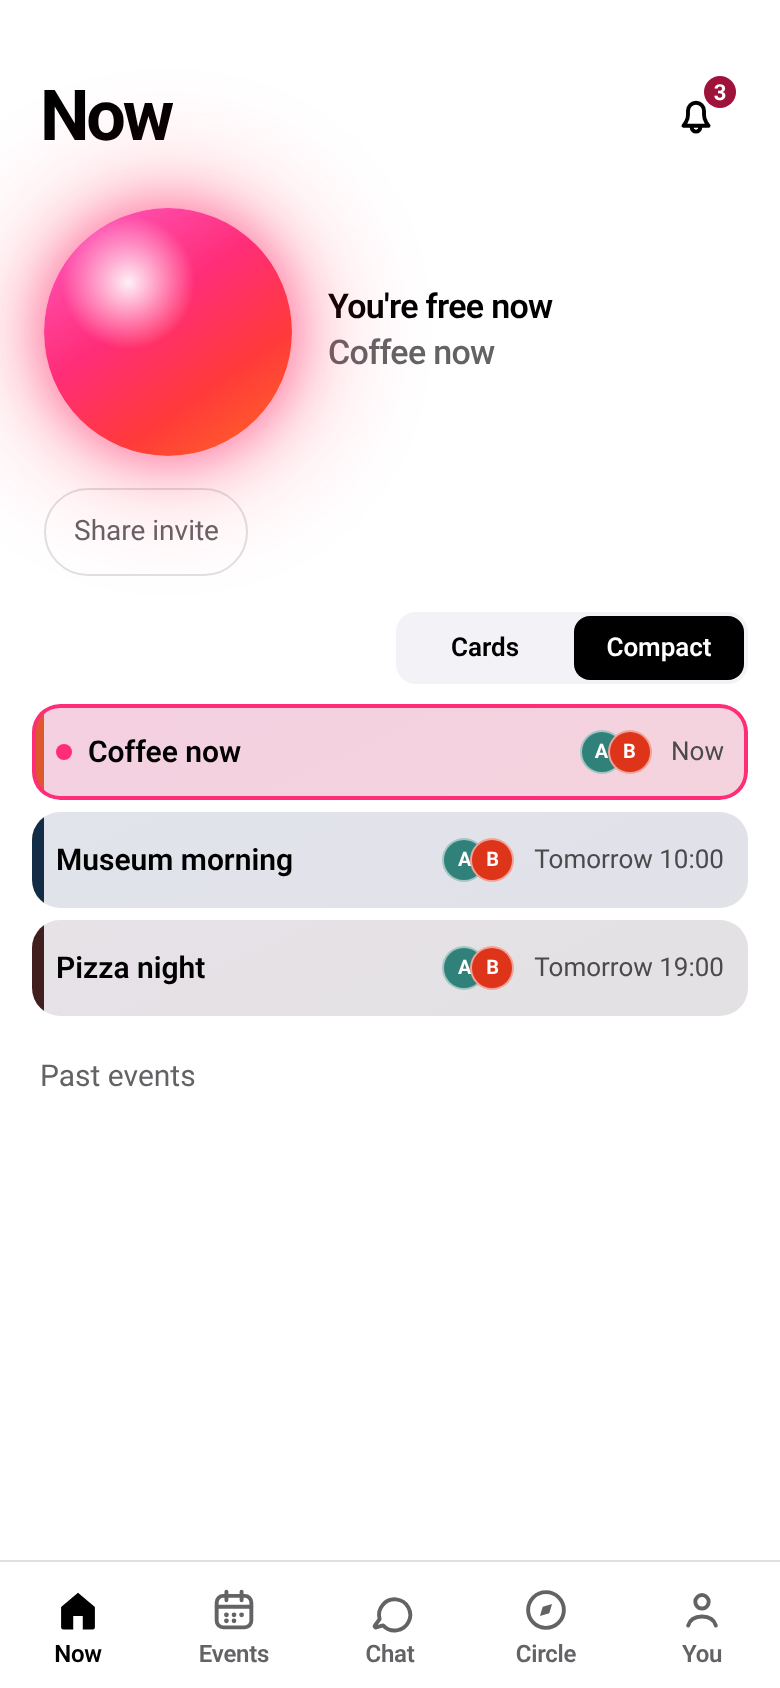 Now
3
You're free now
Coffee now
Share invite
Cards Compact
Coffee now A B Now
Museum morning A B Tomorrow 10:00
Pizza night A B Tomorrow 19:00
Past events
Now Events Chat Circle You